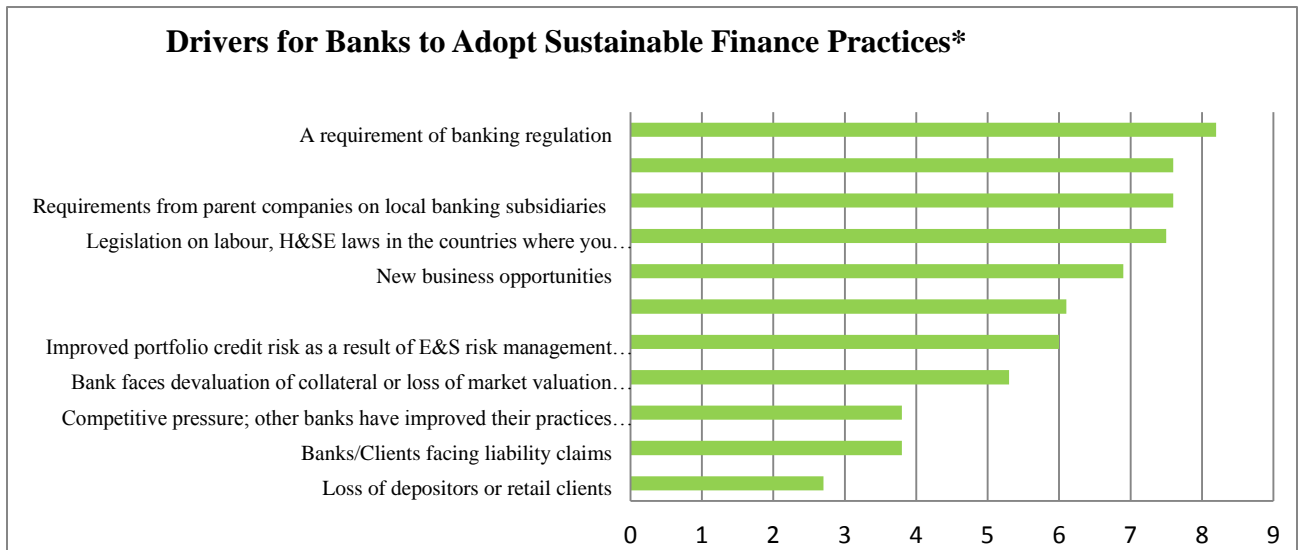 Drivers for Banks to Adopt Sustainable Finance Practices*
A requirement of banking regulation
Requirements from parent companies on local banking subsidiaries
Legislation on labour, H&SE laws in the countries where you…
New business opportunities
Improved portfolio credit risk as a result of E&S risk management…
Bank faces devaluation of collateral or loss of market valuation…
Competitive pressure; other banks have improved their practices…
Banks/Clients facing liability claims
Loss of depositors or retail clients
0 1 2 3 4 5 6 7 8 9